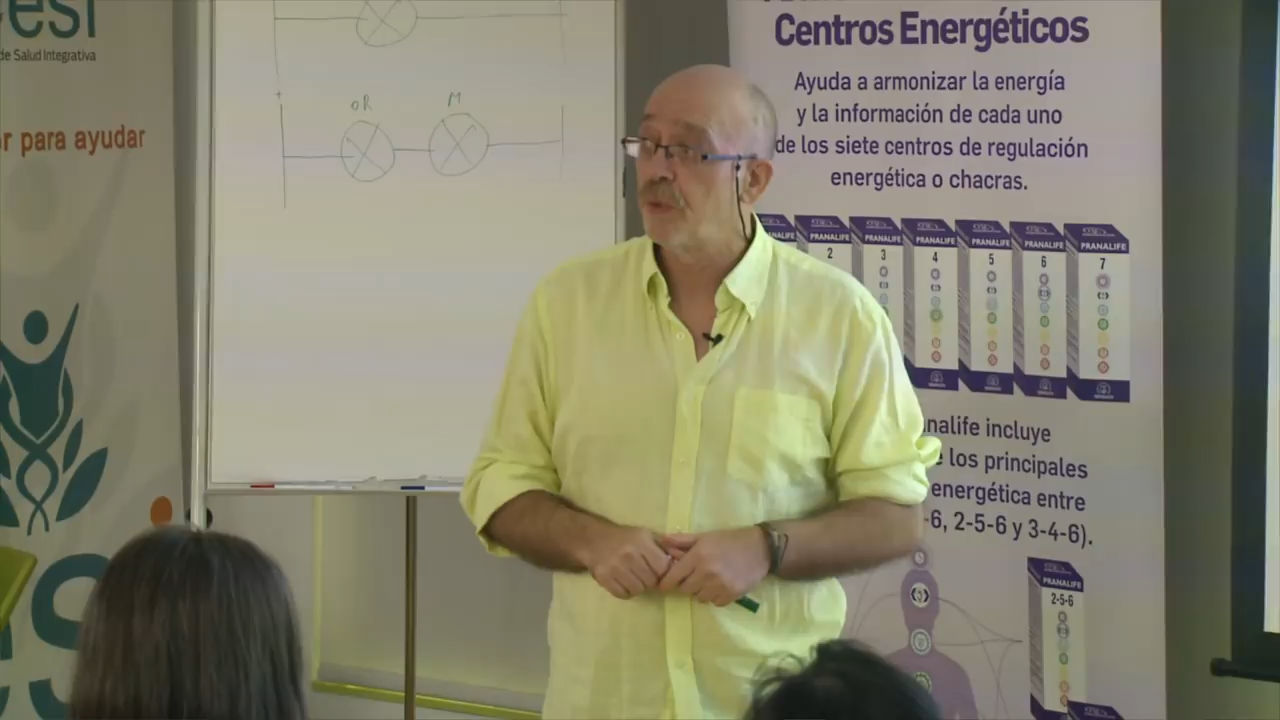 de Salud Integrativa
r para ayudar
OR
M
Centros Energéticos
Ayuda a armonizar la energía
y la información de cada uno
de los siete centros de regulación
energética o chacras.
PRANALIFE
PRANALIFE
PRANALIFE
PRANALIFE
PRANALIFE
PRANALIFE
2
3
4
5
6
7
nalife incluye
los principales
energética entre
-6, 2-5-6 y 3-4-6).
PRANALIFE
2-5-6